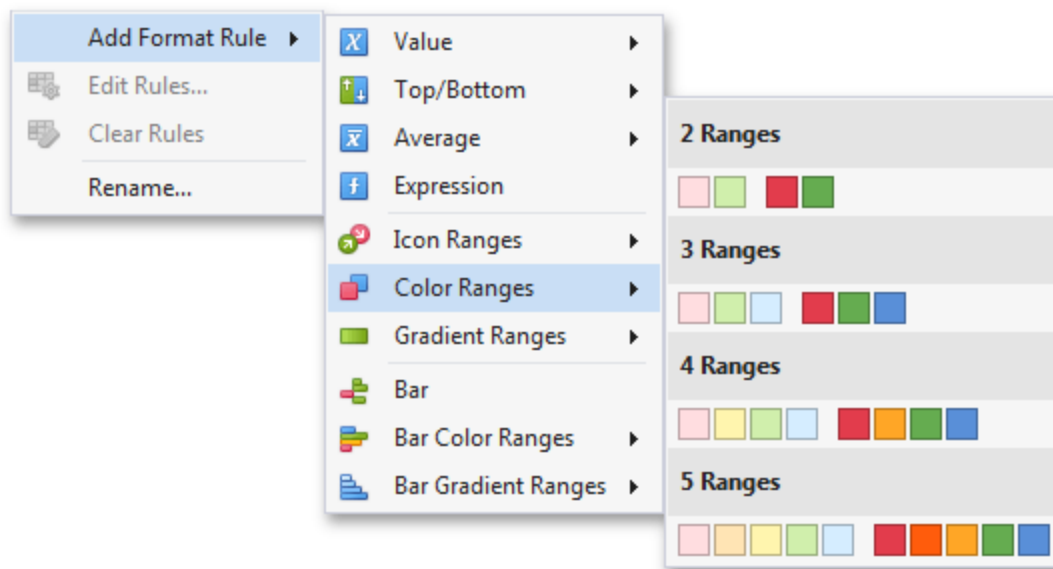 Add Format Rule
Edit Rules...
Clear Rules
Rename...
Value
Top/Bottom
Average
Expression
Icon Ranges
Color Ranges
Gradient Ranges
Bar
Bar Color Ranges
Bar Gradient Ranges
2 Ranges
3 Ranges
4 Ranges
5 Ranges